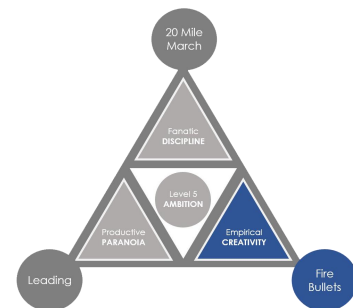 20 Mile
March
Fanatic
DISCIPLINE
Level 5
AMBITION
Productive
PARANOIA
Empirical
CREATIVITY
Leading
Fire
Bullets